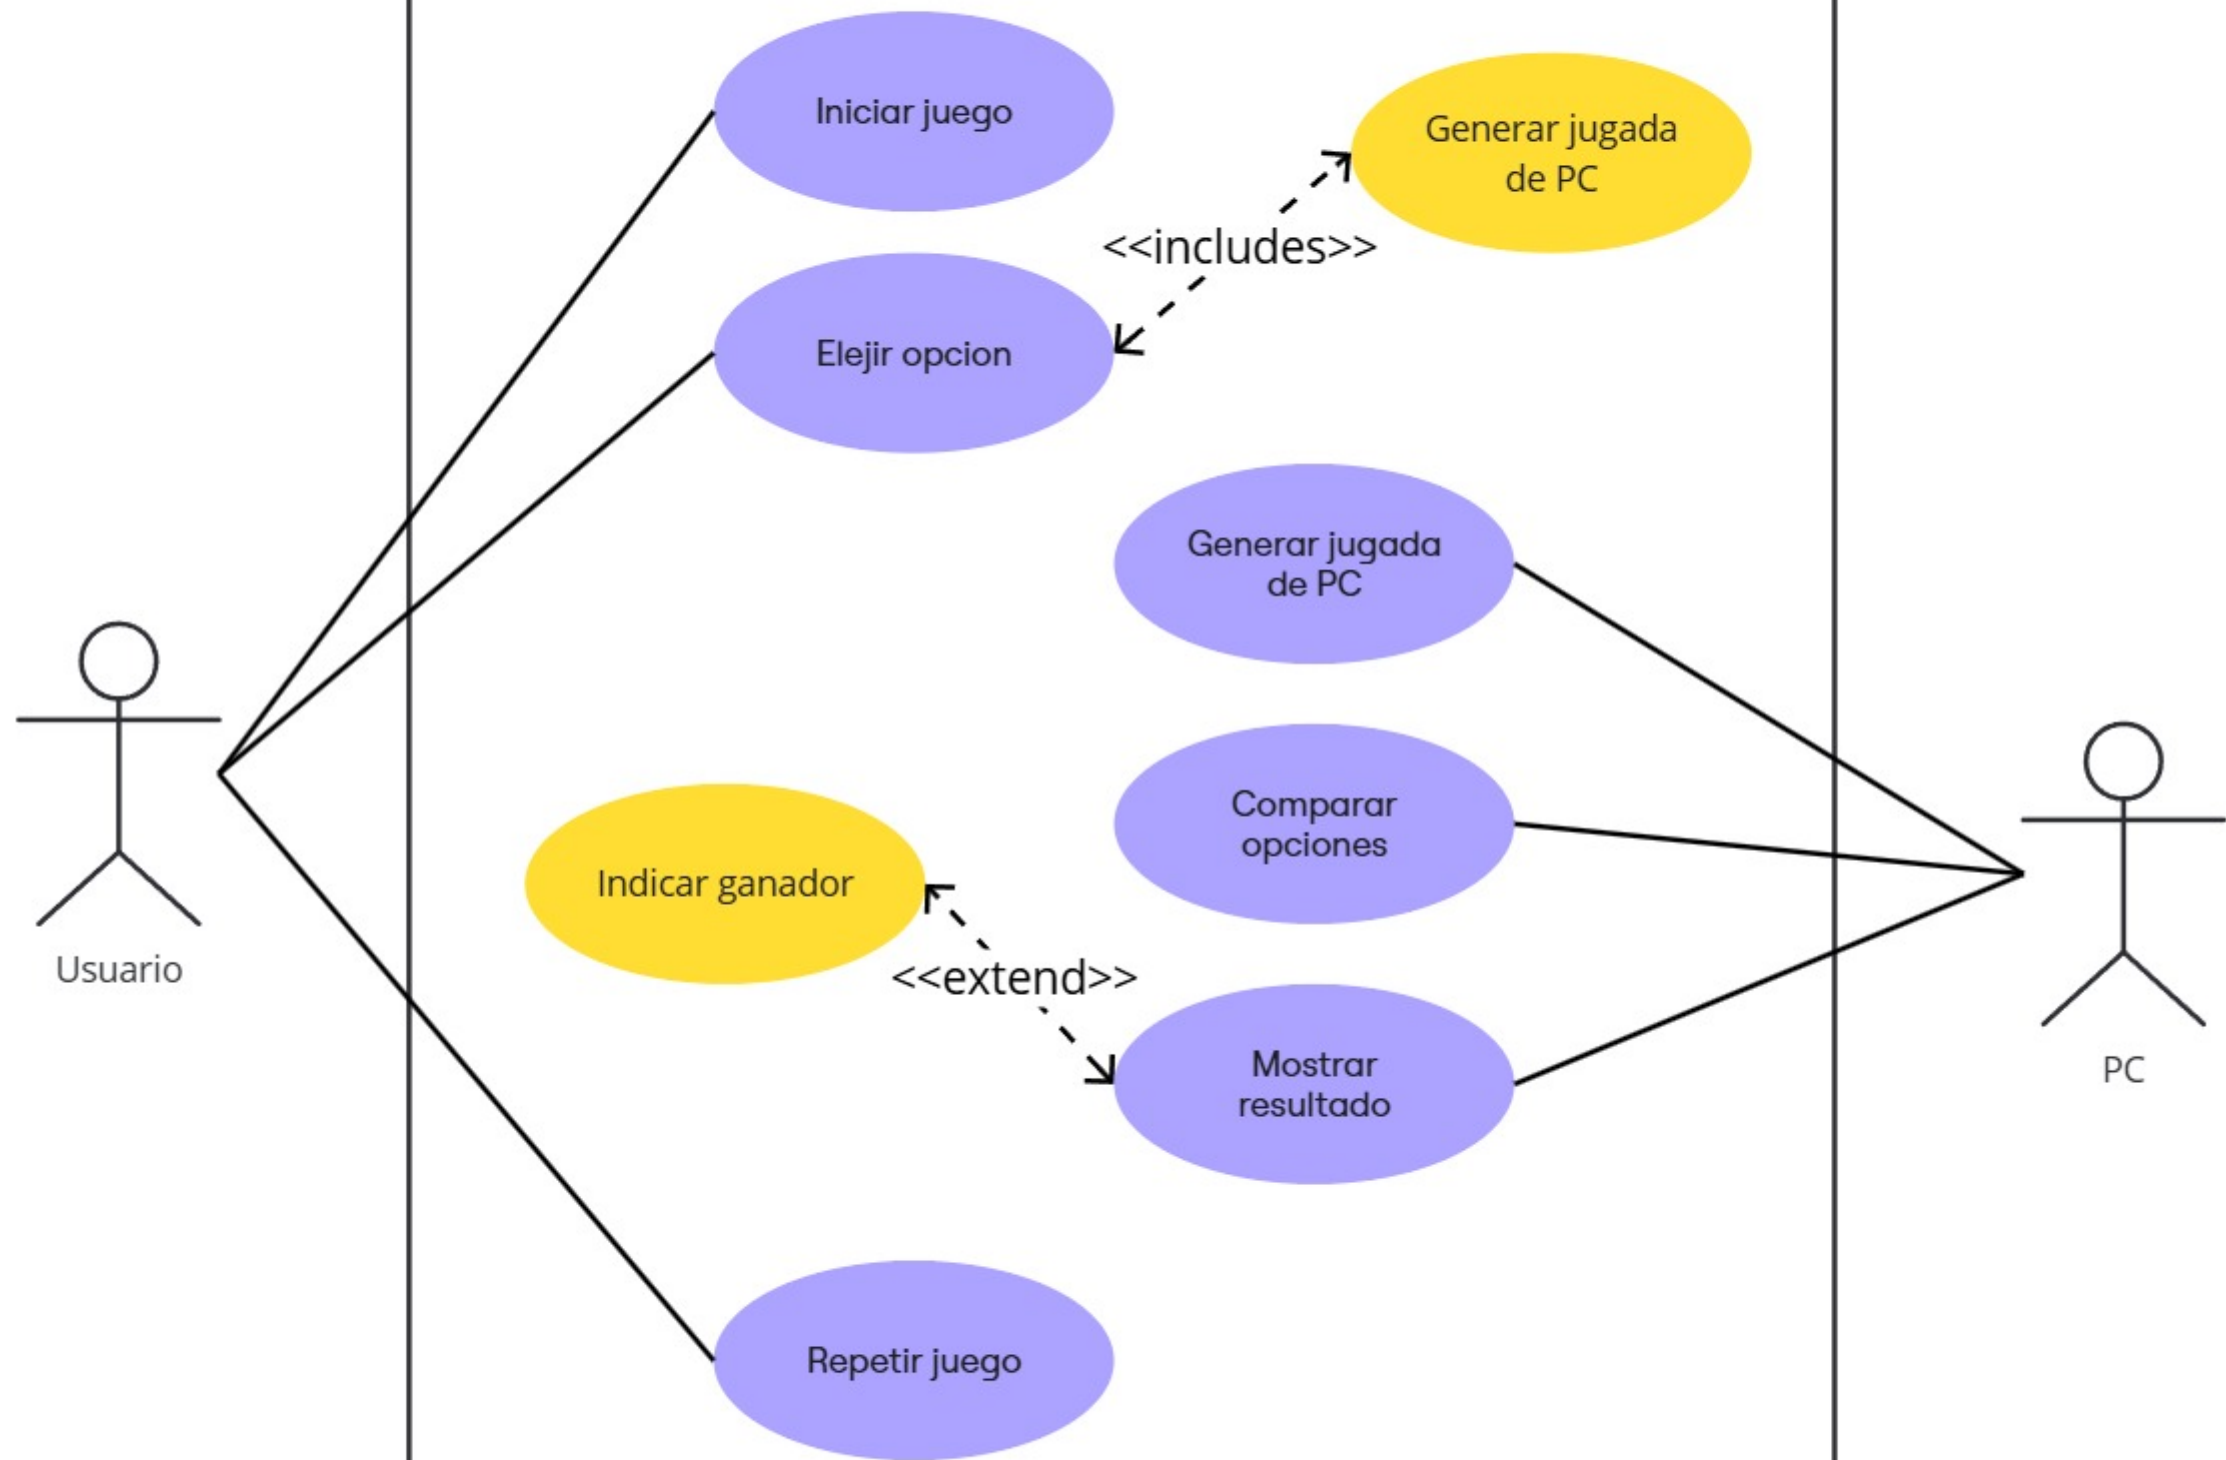 Iniciar juego
Generar jugada
de PC
<<includes>>
Elejir opcion
Generar jugada
de PC
Comparar
opciones
Indicar ganador
Usuario
<<extend>>
Mostrar
resultado
PC
Repetir juego